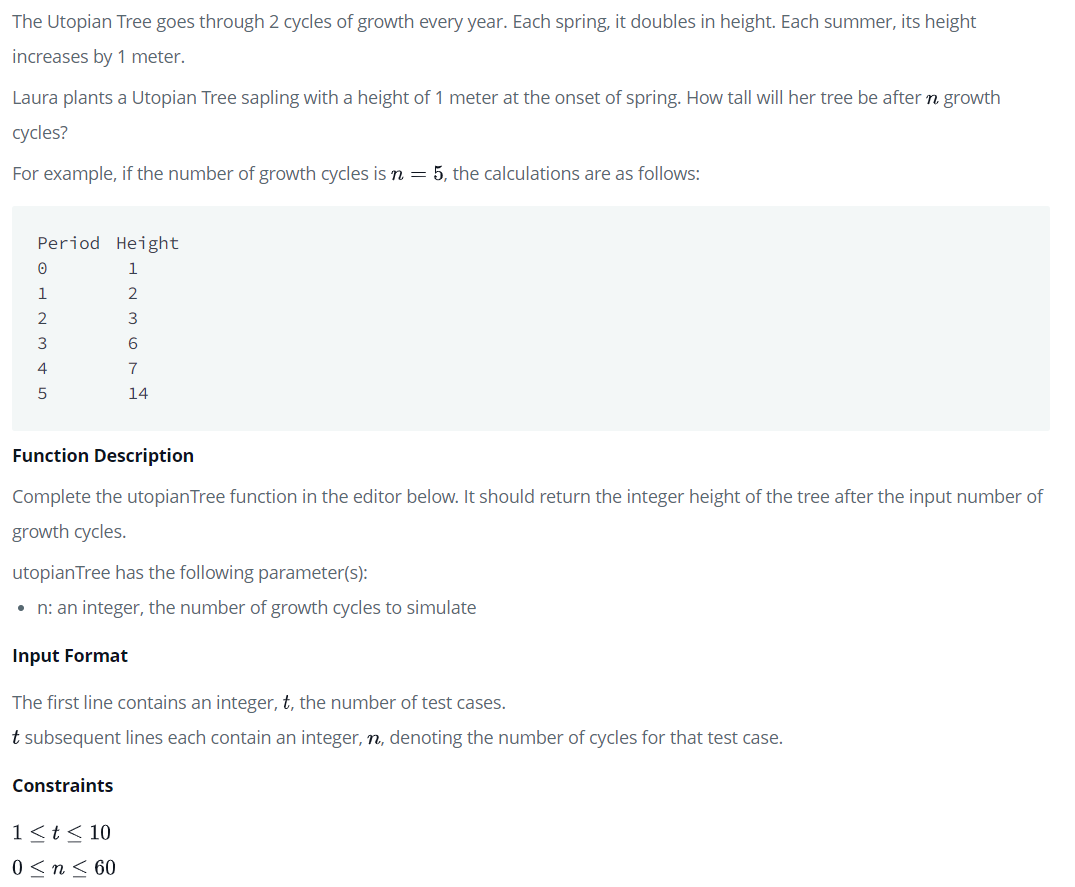 The Utopian Tree goes through 2 cycles of growth every year. Each spring, it doubles in height. Each summer, its height
increases by 1 meter.
Laura plants a Utopian Tree sapling with a height of 1 meter at the onset of spring. How tall will her tree be after n growth
cycles?
For example, if the number of growth cycles is n = 5, the calculations are as follows:
Period Height
0 1
1 2
2 3
3 6
4 7
5 14
Function Description
Complete the utopianTree function in the editor below. It should return the integer height of the tree after the input number of
growth cycles.
utopianTree has the following parameter(s):
• n: an integer, the number of growth cycles to simulate
Input Format
The first line contains an integer, t, the number of test cases.
t subsequent lines each contain an integer, n, denoting the number of cycles for that test case.
Constraints
1 ≤ t ≤ 10
0 ≤ n ≤ 60